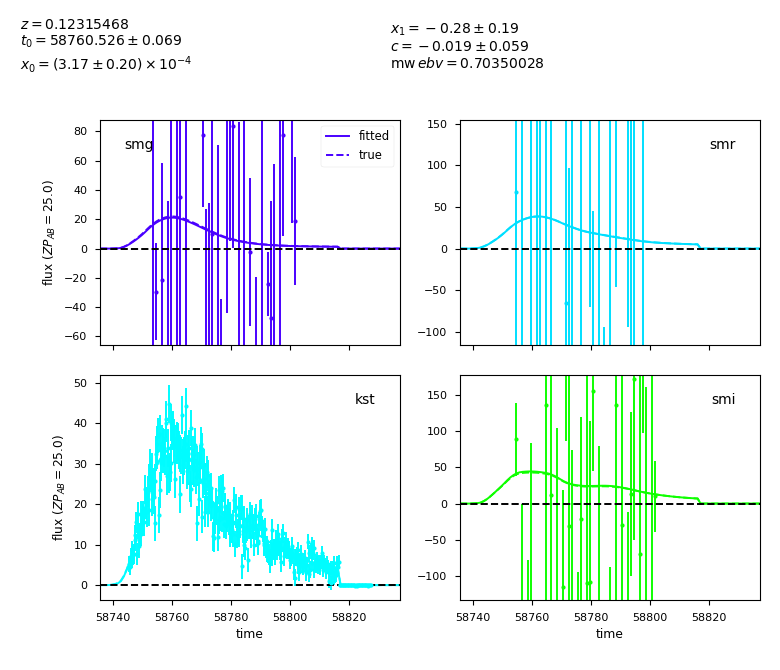 z = 0.12315468
t₀ = 58760.526 ± 0.069
x₀ = (3.17 ± 0.20) × 10⁻⁴
x₁ = −0.28 ± 0.19
c = −0.019 ± 0.059
mw ebv = 0.70350028
smg
fitted
true
80
60
40
20
0
−20
−40
−60
flux (ZP_AB = 25.0)
smr
150
100
50
0
−50
−100
kst
50
40
30
20
10
0
flux (ZP_AB = 25.0)
58740 58760 58780 58800 58820
time
smi
150
100
50
0
−50
−100
58740 58760 58780 58800 58820
time